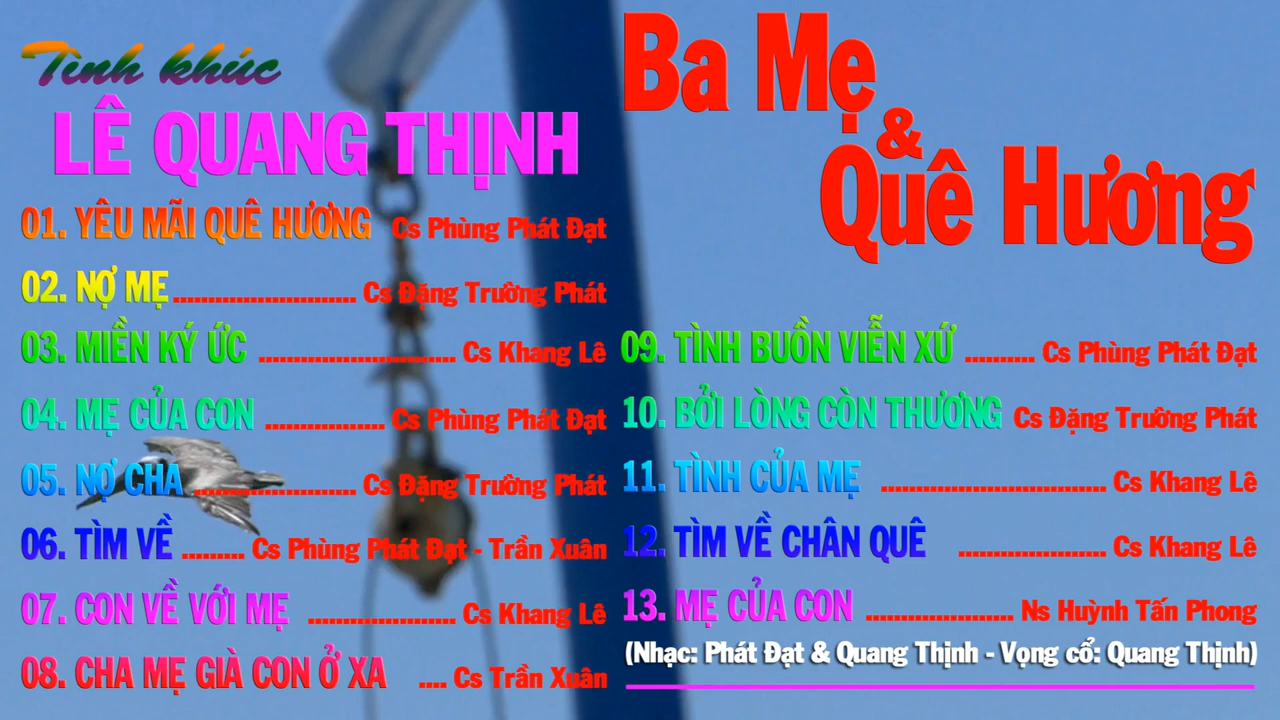 Tình khúc
LÊ QUANG THỊNH
01. YÊU MÃI QUÊ HƯƠNG Cs Phùng Phát Đạt
02. NỢ MẸ .......................... Cs Đặng Trường Phát
03. MIỀN KÝ ỨC ............................ Cs Khang Lê
04. MẸ CỦA CON ................. Cs Phùng Phát Đạt
05. NỢ CHA ....................... Cs Đặng Trường Phát
06. TÌM VỀ ......... Cs Phùng Phát Đạt - Trần Xuân
07. CON VỀ VỚI MẸ ..................... Cs Khang Lê
08. CHA MẸ GIÀ CON Ở XA .... Cs Trần Xuân
Ba Mẹ
&
Quê Hương
09. TÌNH BUỒN VIỄN XỨ .......... Cs Phùng Phát Đạt
10. BỞI LÒNG CÒN THƯƠNG Cs Đặng Trường Phát
11. TÌNH CỦA MẸ ................................ Cs Khang Lê
12. TÌM VỀ CHÂN QUÊ ..................... Cs Khang Lê
13. MẸ CỦA CON ..................... Ns Huỳnh Tấn Phong
(Nhạc: Phát Đạt & Quang Thịnh - Vọng cổ: Quang Thịnh)